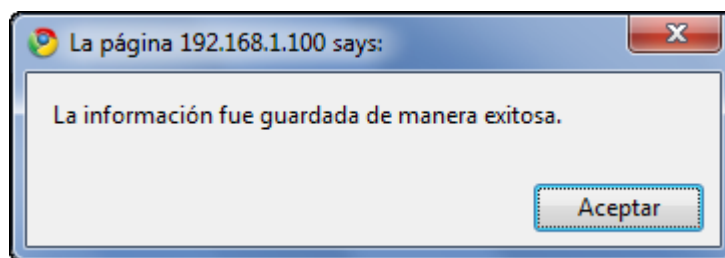 La página 192.168.1.100 says:
La información fue guardada de manera exitosa.
Aceptar